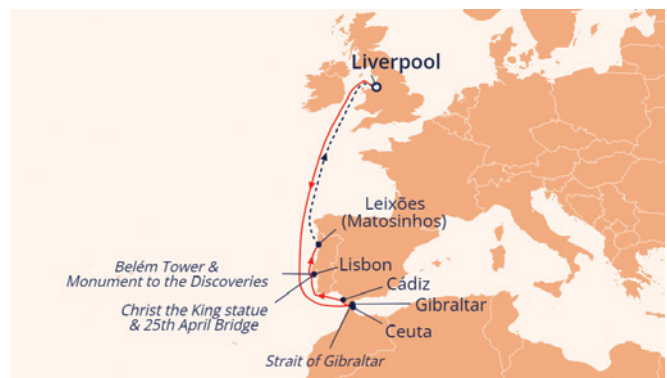 Liverpool
Leixões
(Matosinhos)
Belém Tower &
Monument to the Discoveries
Lisbon
Christ the King statue
& 25th April Bridge
Cádiz
Gibraltar
Ceuta
Strait of Gibraltar